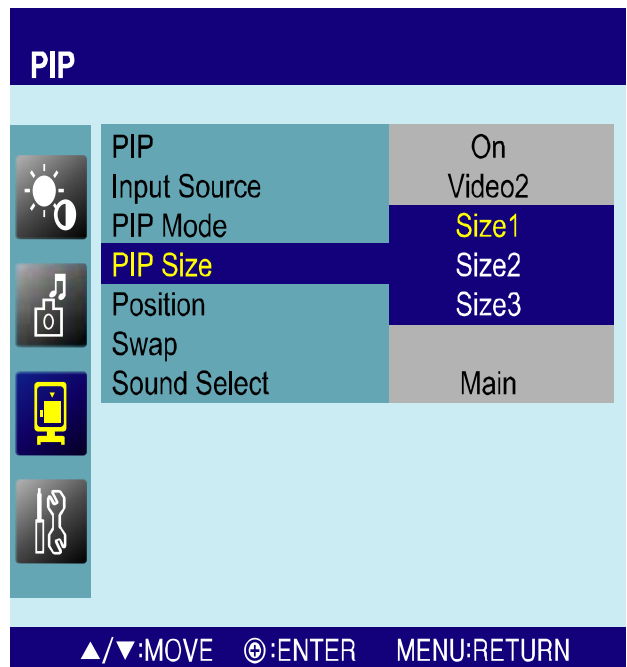 PIP
PIP On
Input Source Video2
PIP Mode Size1
PIP Size Size2
Position Size3
Swap
Sound Select Main
▲/▼:MOVE ⊕:ENTER MENU:RETURN